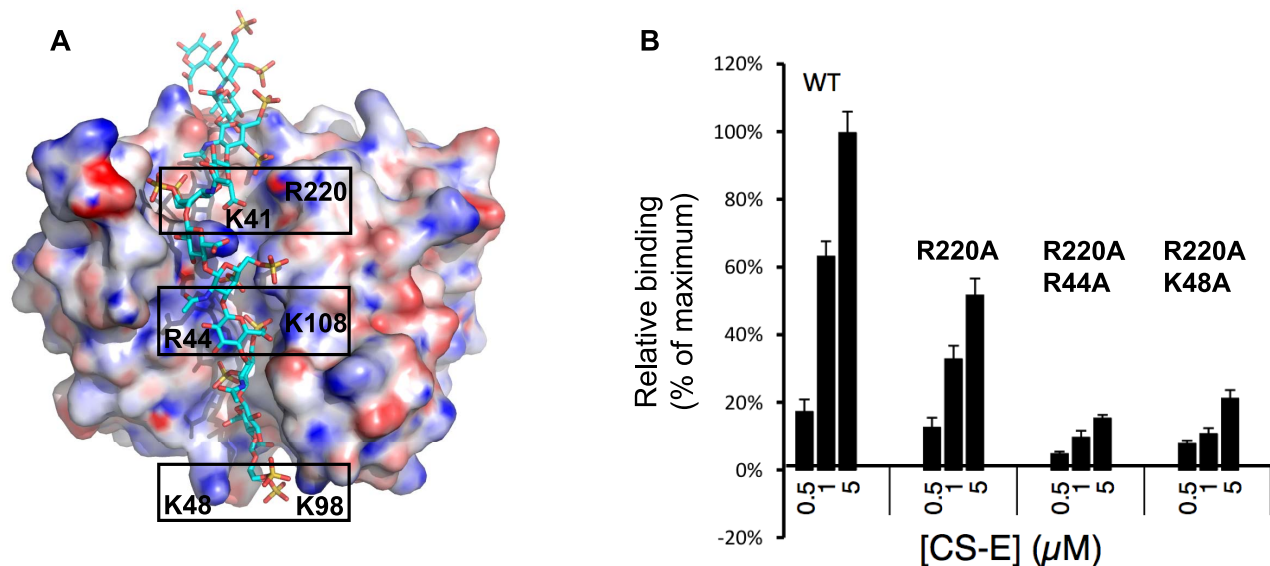 A
R220
K41
R44
K108
K48
K98
B
120%
100%
80%
60%
40%
20%
0%
-20%
Relative binding
(% of maximum)
WT
R220A
R220A
R44A
R220A
K48A
0.5 1 5
0.5 1 5
0.5 1 5
0.5 1 5
[CS-E] (µM)